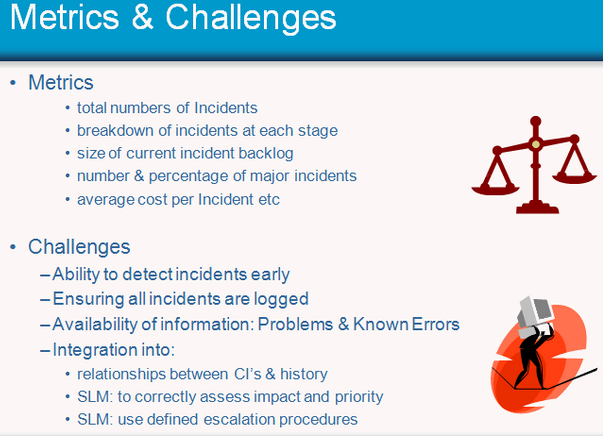 Metrics & Challenges
• Metrics
• total numbers of Incidents
• breakdown of incidents at each stage
• size of current incident backlog
• number & percentage of major incidents
• average cost per Incident etc
• Challenges
–Ability to detect incidents early
–Ensuring all incidents are logged
–Availability of information: Problems & Known Errors
–Integration into:
• relationships between CI's & history
• SLM: to correctly assess impact and priority
• SLM: use defined escalation procedures